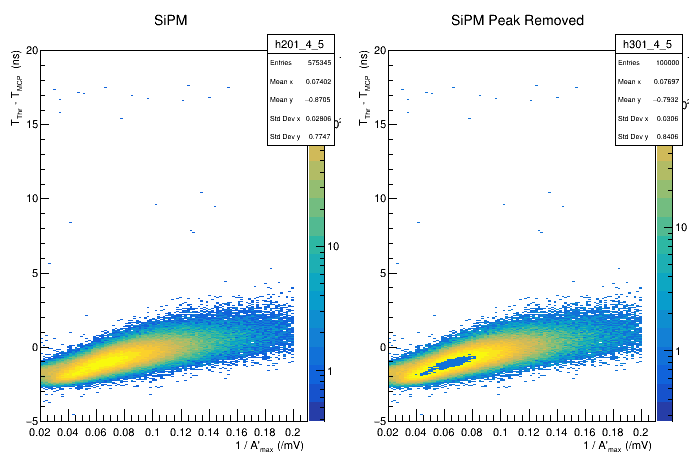 SiPM
SiPM Peak Removed
h201_4_5
Entries 575345
Mean x 0.07402
Mean y −0.8705
Std Dev x 0.02806
Std Dev y 0.7747
h301_4_5
Entries 100000
Mean x 0.07697
Mean y −0.7932
Std Dev x 0.0306
Std Dev y 0.8406
T_Thr - T_MCP (ns)
20
15
10
5
0
−5
0.02 0.04 0.06 0.08 0.1 0.12 0.14 0.16 0.18 0.2
1 / A'_max (/mV)
10
1
T_Thr - T_MCP (ns)
20
15
10
5
0
−5
0.02 0.04 0.06 0.08 0.1 0.12 0.14 0.16 0.18 0.2
1 / A'_max (/mV)
10
1